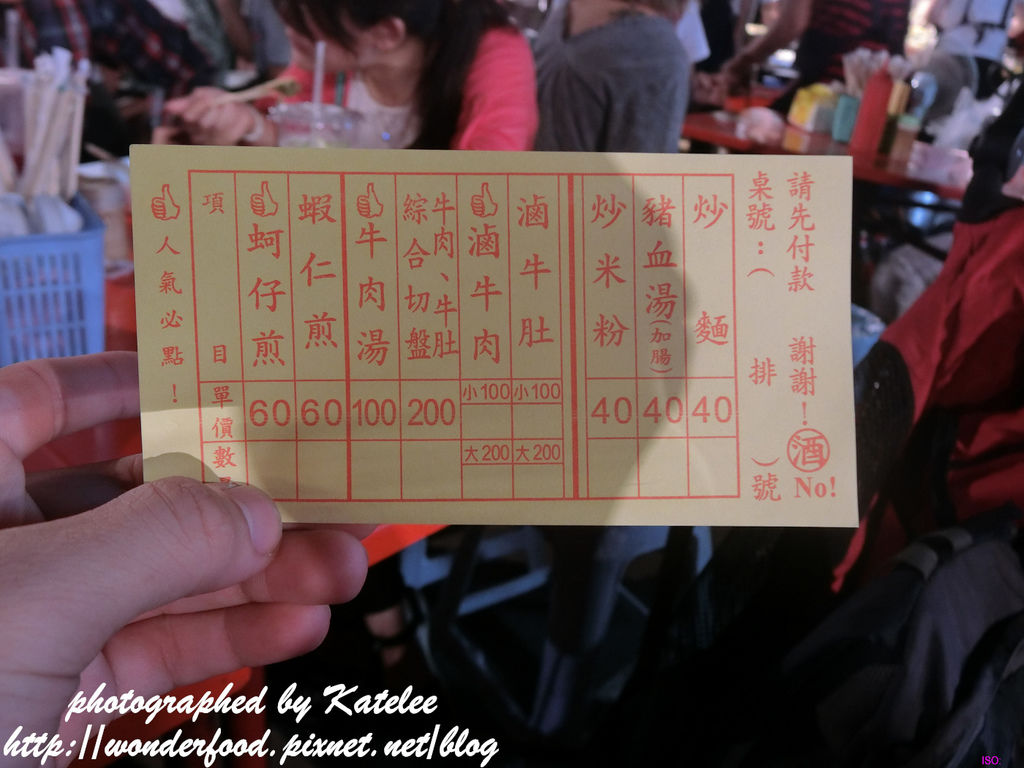 請先付款 謝謝！ 酒 No!
桌號：（ 排 ）號
炒麵 40
豬血湯(加腸) 40
炒米粉 40
滷牛肚 小100 大200
滷牛肉 小100 大200
牛肉、牛肚綜合切盤 200
牛肉湯 100
蝦仁煎 60
蚵仔煎 60
項目 單價 數
人氣必點！
photographed by Katelee
http://wonderfood.pixnet.net/blog
ISO: